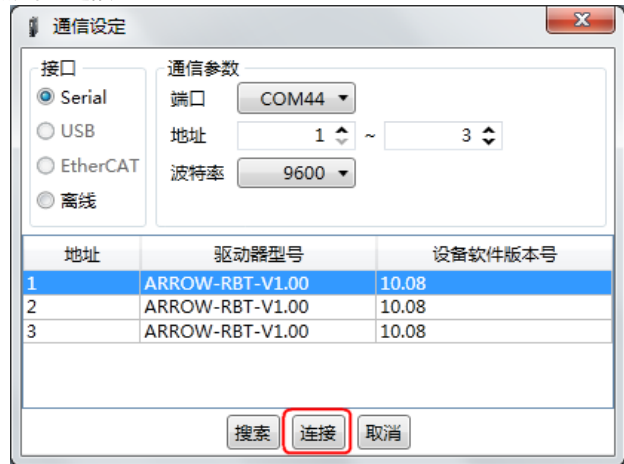 通信设定
接口
Serial
USB
EtherCAT
离线
通信参数
端口 COM44
地址 1 ~ 3
波特率 9600
地址 驱动器型号 设备软件版本号
1 ARROW-RBT-V1.00 10.08
2 ARROW-RBT-V1.00 10.08
3 ARROW-RBT-V1.00 10.08
搜索 连接 取消